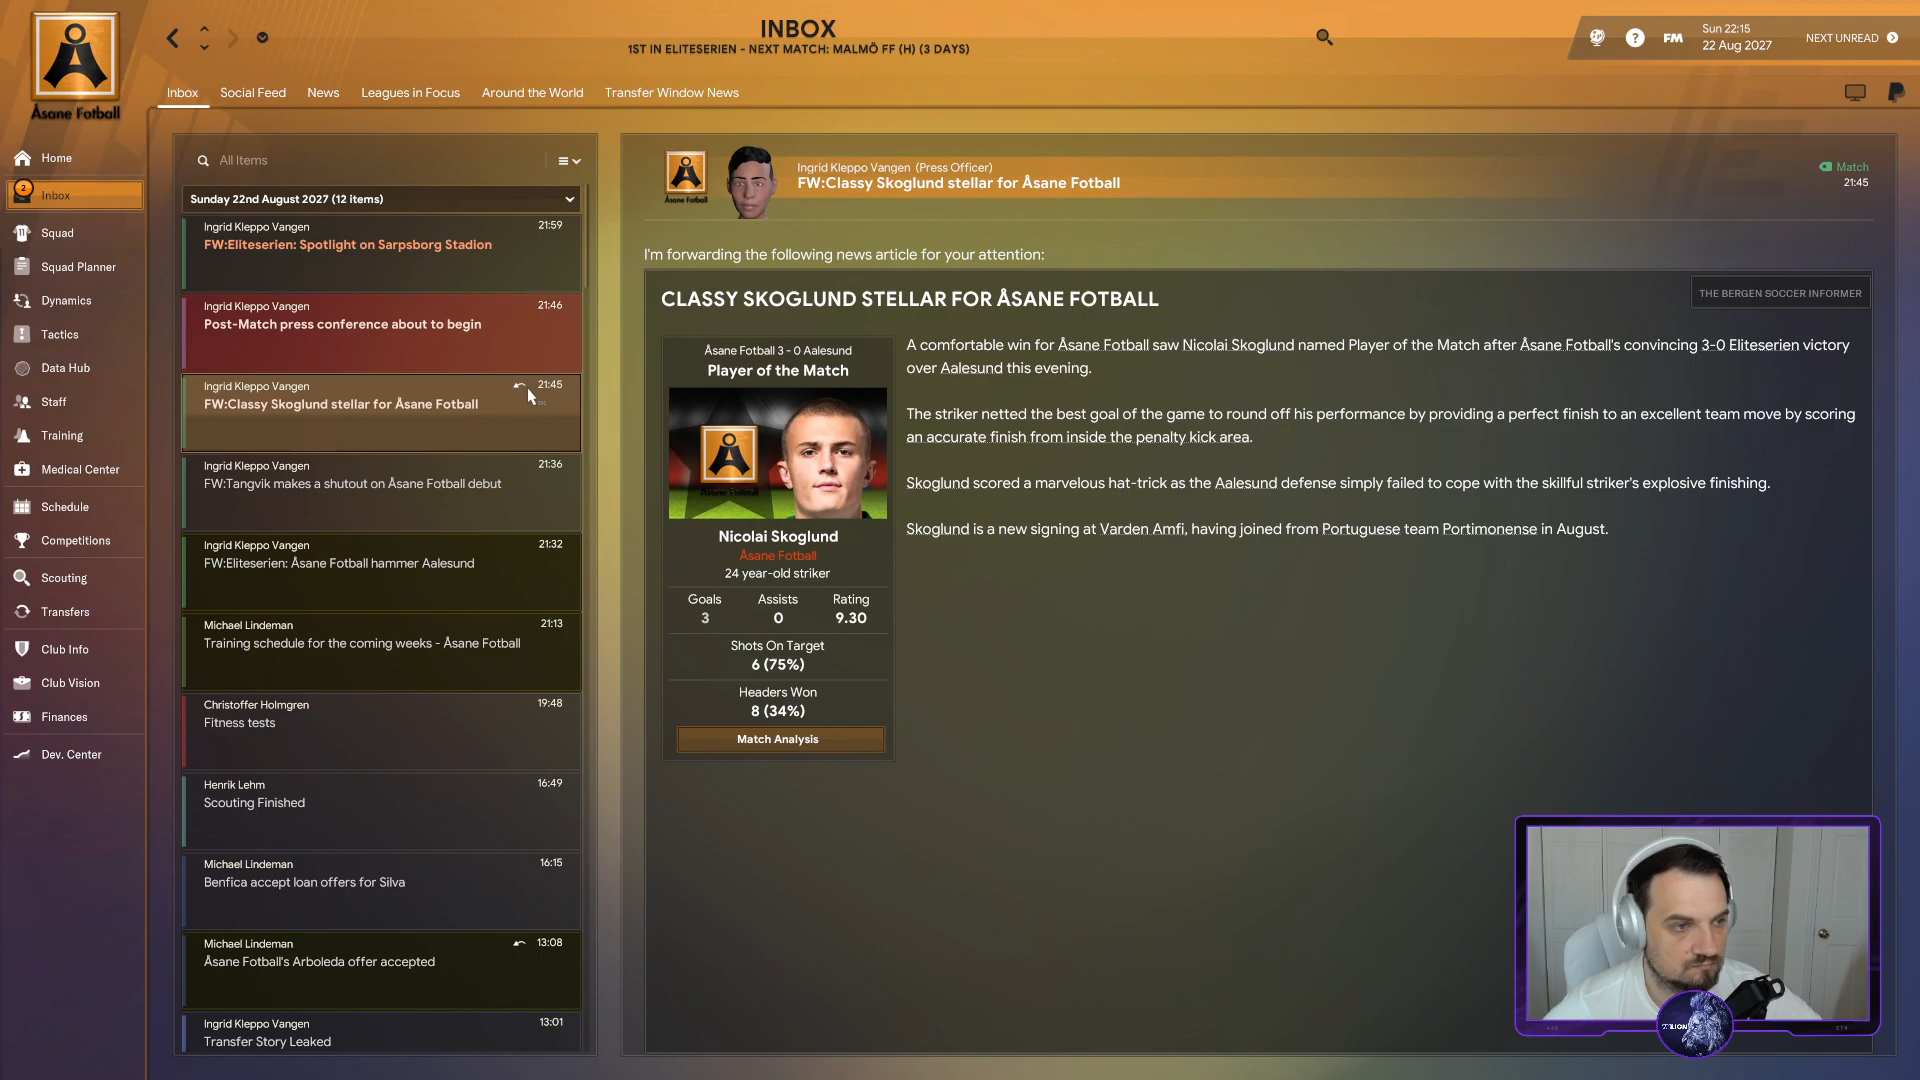 Åsane Fotball
INBOX
1ST IN ELITESERIEN - NEXT MATCH: MALMÖ FF (H) (3 DAYS)
?
FM
Sun 22:15
22 Aug 2027
NEXT UNREAD
Inbox
Social Feed
News
Leagues in Focus
Around the World
Transfer Window News
Home
2
Inbox
Squad
Squad Planner
Dynamics
Tactics
Data Hub
Staff
Training
Medical Center
Schedule
Competitions
Scouting
Transfers
Club Info
Club Vision
Finances
Dev. Center
All Items
Sunday 22nd August 2027 (12 items)
Ingrid Kleppo Vangen 21:59
FW:Eliteserien: Spotlight on Sarpsborg Stadion
Ingrid Kleppo Vangen 21:46
Post-Match press conference about to begin
Ingrid Kleppo Vangen 21:45
FW:Classy Skoglund stellar for Åsane Fotball
Ingrid Kleppo Vangen 21:36
FW:Tangvik makes a shutout on Åsane Fotball debut
Ingrid Kleppo Vangen 21:32
FW:Eliteserien: Åsane Fotball hammer Aalesund
Michael Lindeman 21:13
Training schedule for the coming weeks - Åsane Fotball
Christoffer Holmgren 19:48
Fitness tests
Henrik Lehm 16:49
Scouting Finished
Michael Lindeman 16:15
Benfica accept loan offers for Silva
Michael Lindeman 13:08
Åsane Fotball's Arboleda offer accepted
Ingrid Kleppo Vangen 13:01
Transfer Story Leaked
Åsane Fotball
Ingrid Kleppo Vangen (Press Officer)
FW:Classy Skoglund stellar for Åsane Fotball
Match
21:45
I'm forwarding the following news article for your attention:
CLASSY SKOGLUND STELLAR FOR ÅSANE FOTBALL
THE BERGEN SOCCER INFORMER
Åsane Fotball 3 - 0 Aalesund
Player of the Match
Åsane Fotball
Nicolai Skoglund
Åsane Fotball
24 year-old striker
Goals Assists Rating
3 0 9.30
Shots On Target
6 (75%)
Headers Won
8 (34%)
Match Analysis
A comfortable win for Åsane Fotball saw Nicolai Skoglund named Player of the Match after Åsane Fotball's convincing 3-0 Eliteserien victory
over Aalesund this evening.
The striker netted the best goal of the game to round off his performance by providing a perfect finish to an excellent team move by scoring
an accurate finish from inside the penalty kick area.
Skoglund scored a marvelous hat-trick as the Aalesund defense simply failed to cope with the skillful striker's explosive finishing.
Skoglund is a new signing at Varden Amfi, having joined from Portuguese team Portimonense in August.